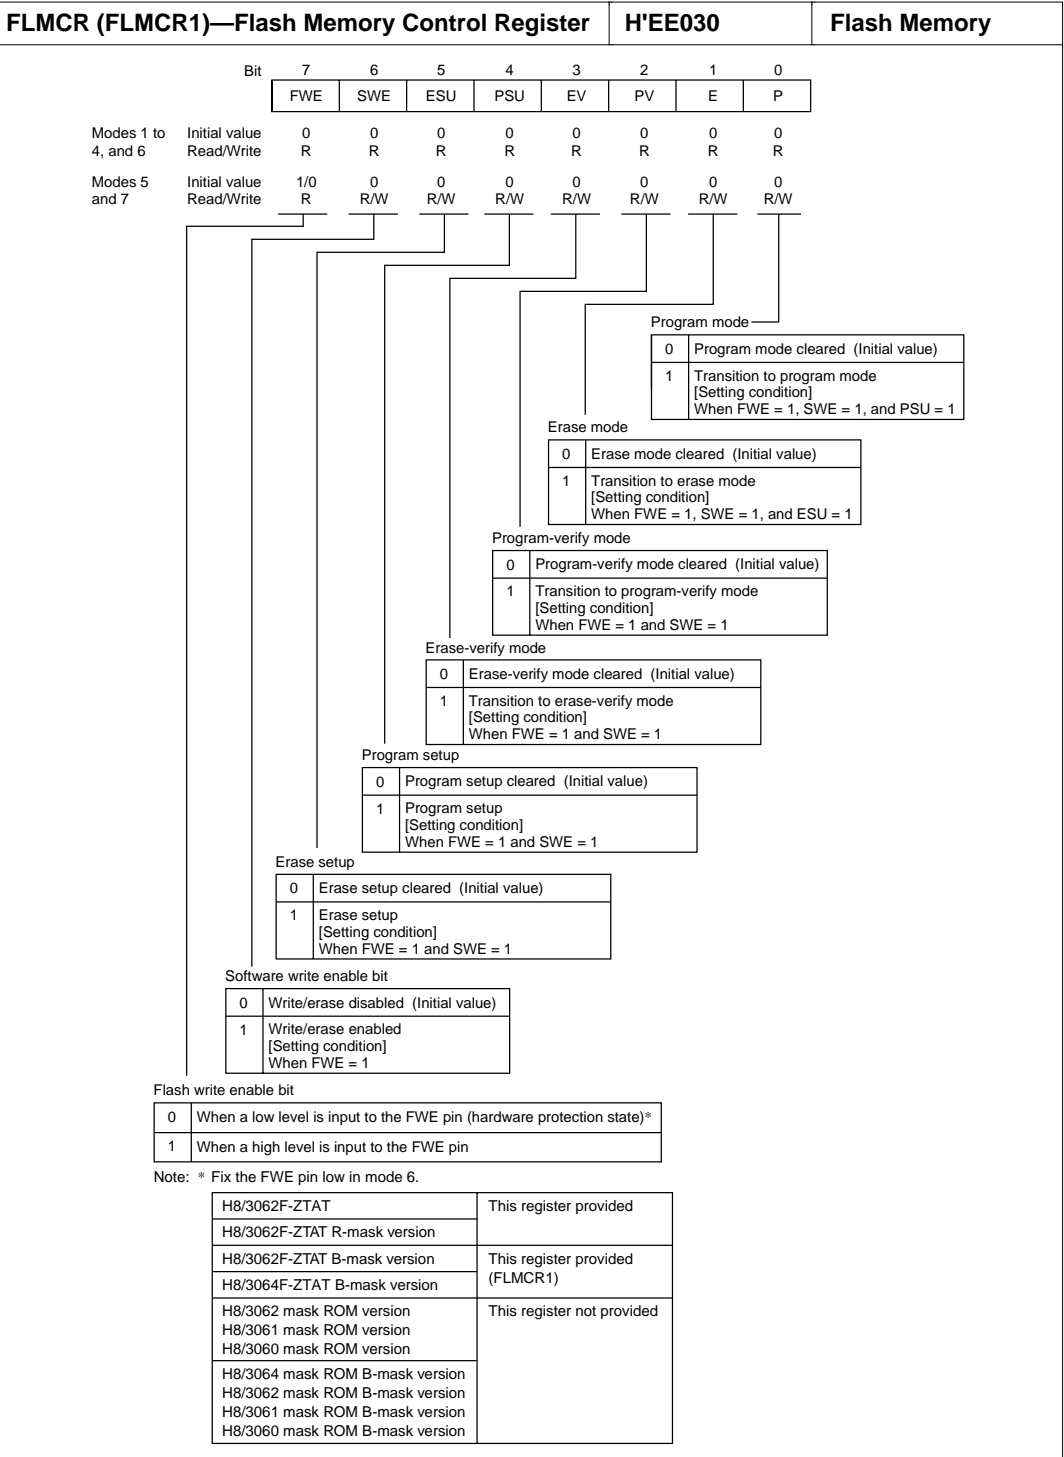 FLMCR (FLMCR1)—Flash Memory Control Register H'EE030 Flash Memory
Bit 7 6 5 4 3 2 1 0
FWE SWE ESU PSU EV PV E P
Modes 1 to Initial value 0 0 0 0 0 0 0 0
4, and 6 Read/Write R R R R R R R R
Modes 5 Initial value 1/0 0 0 0 0 0 0 0
and 7 Read/Write R R/W R/W R/W R/W R/W R/W R/W
Program mode
0 Program mode cleared (Initial value)
1 Transition to program mode
[Setting condition]
When FWE = 1, SWE = 1, and PSU = 1
Erase mode
0 Erase mode cleared (Initial value)
1 Transition to erase mode
[Setting condition]
When FWE = 1, SWE = 1, and ESU = 1
Program-verify mode
0 Program-verify mode cleared (Initial value)
1 Transition to program-verify mode
[Setting condition]
When FWE = 1 and SWE = 1
Erase-verify mode
0 Erase-verify mode cleared (Initial value)
1 Transition to erase-verify mode
[Setting condition]
When FWE = 1 and SWE = 1
Program setup
0 Program setup cleared (Initial value)
1 Program setup
[Setting condition]
When FWE = 1 and SWE = 1
Erase setup
0 Erase setup cleared (Initial value)
1 Erase setup
[Setting condition]
When FWE = 1 and SWE = 1
Software write enable bit
0 Write/erase disabled (Initial value)
1 Write/erase enabled
[Setting condition]
When FWE = 1
Flash write enable bit
0 When a low level is input to the FWE pin (hardware protection state)*
1 When a high level is input to the FWE pin
Note: * Fix the FWE pin low in mode 6.
H8/3062F-ZTAT This register provided
H8/3062F-ZTAT R-mask version
H8/3062F-ZTAT B-mask version This register provided
H8/3064F-ZTAT B-mask version (FLMCR1)
H8/3062 mask ROM version This register not provided
H8/3061 mask ROM version
H8/3060 mask ROM version
H8/3064 mask ROM B-mask version
H8/3062 mask ROM B-mask version
H8/3061 mask ROM B-mask version
H8/3060 mask ROM B-mask version